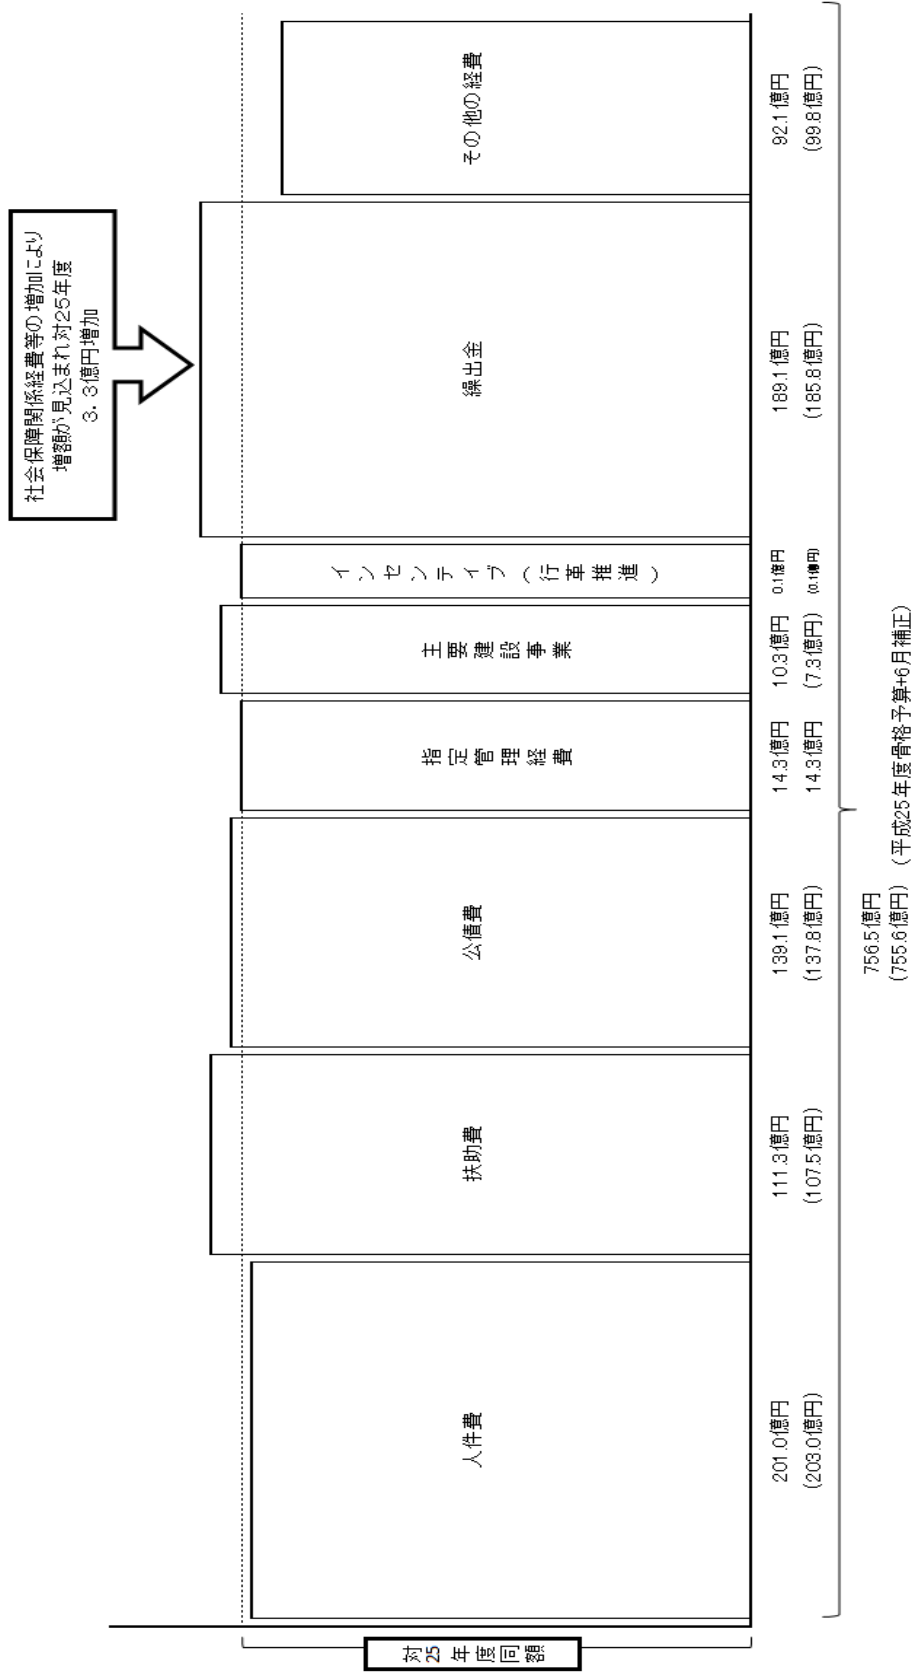 社会保障関係経費等の増加により
増額が見込まれ対25年度
3.3億円増加
対25年度同額
人件費
扶助費
公債費
指定管理経費
主要建設事業
インセンティブ(行革推進)
繰出金
その他の経費
201.0億円
(203.0億円)
111.3億円
(107.5億円)
139.1億円
(137.8億円)
14.3億円
14.3億円
10.3億円
(7.3億円)
0.1億円
(0.1億円)
189.1億円
(185.8億円)
92.1億円
(99.8億円)
756.5億円
(755.6億円) (平成25年度骨格予算+6月補正)